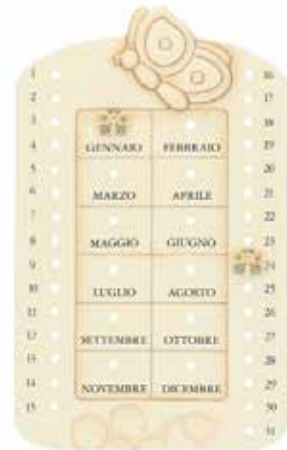 1 16
2 17
3 18
4 GENNAIO FEBBRAIO 19
5 20
6 MARZO APRILE 21
7 22
8 MAGGIO GIUGNO 23
9 24
10 LUGLIO AGOSTO 25
11 26
12 SETTEMBRE OTTOBRE 27
13 28
14 NOVEMBRE DICEMBRE 29
15 30
31